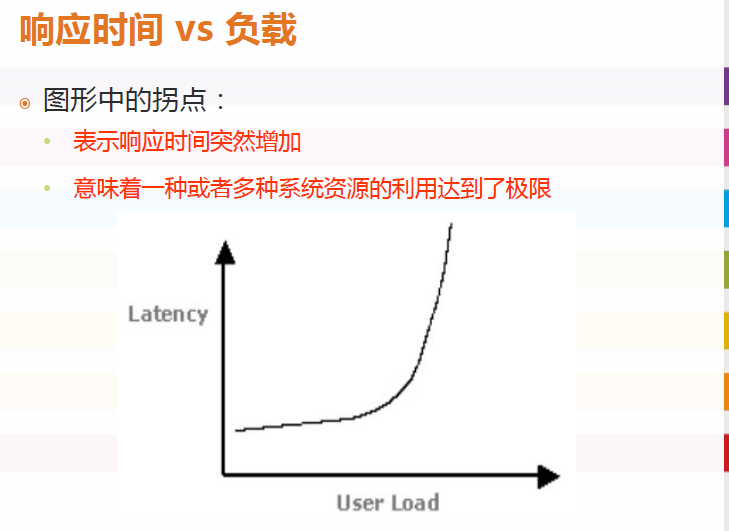 响应时间 vs 负载
图形中的拐点：
表示响应时间突然增加
意味着一种或者多种系统资源的利用达到了极限
Latency
User Load